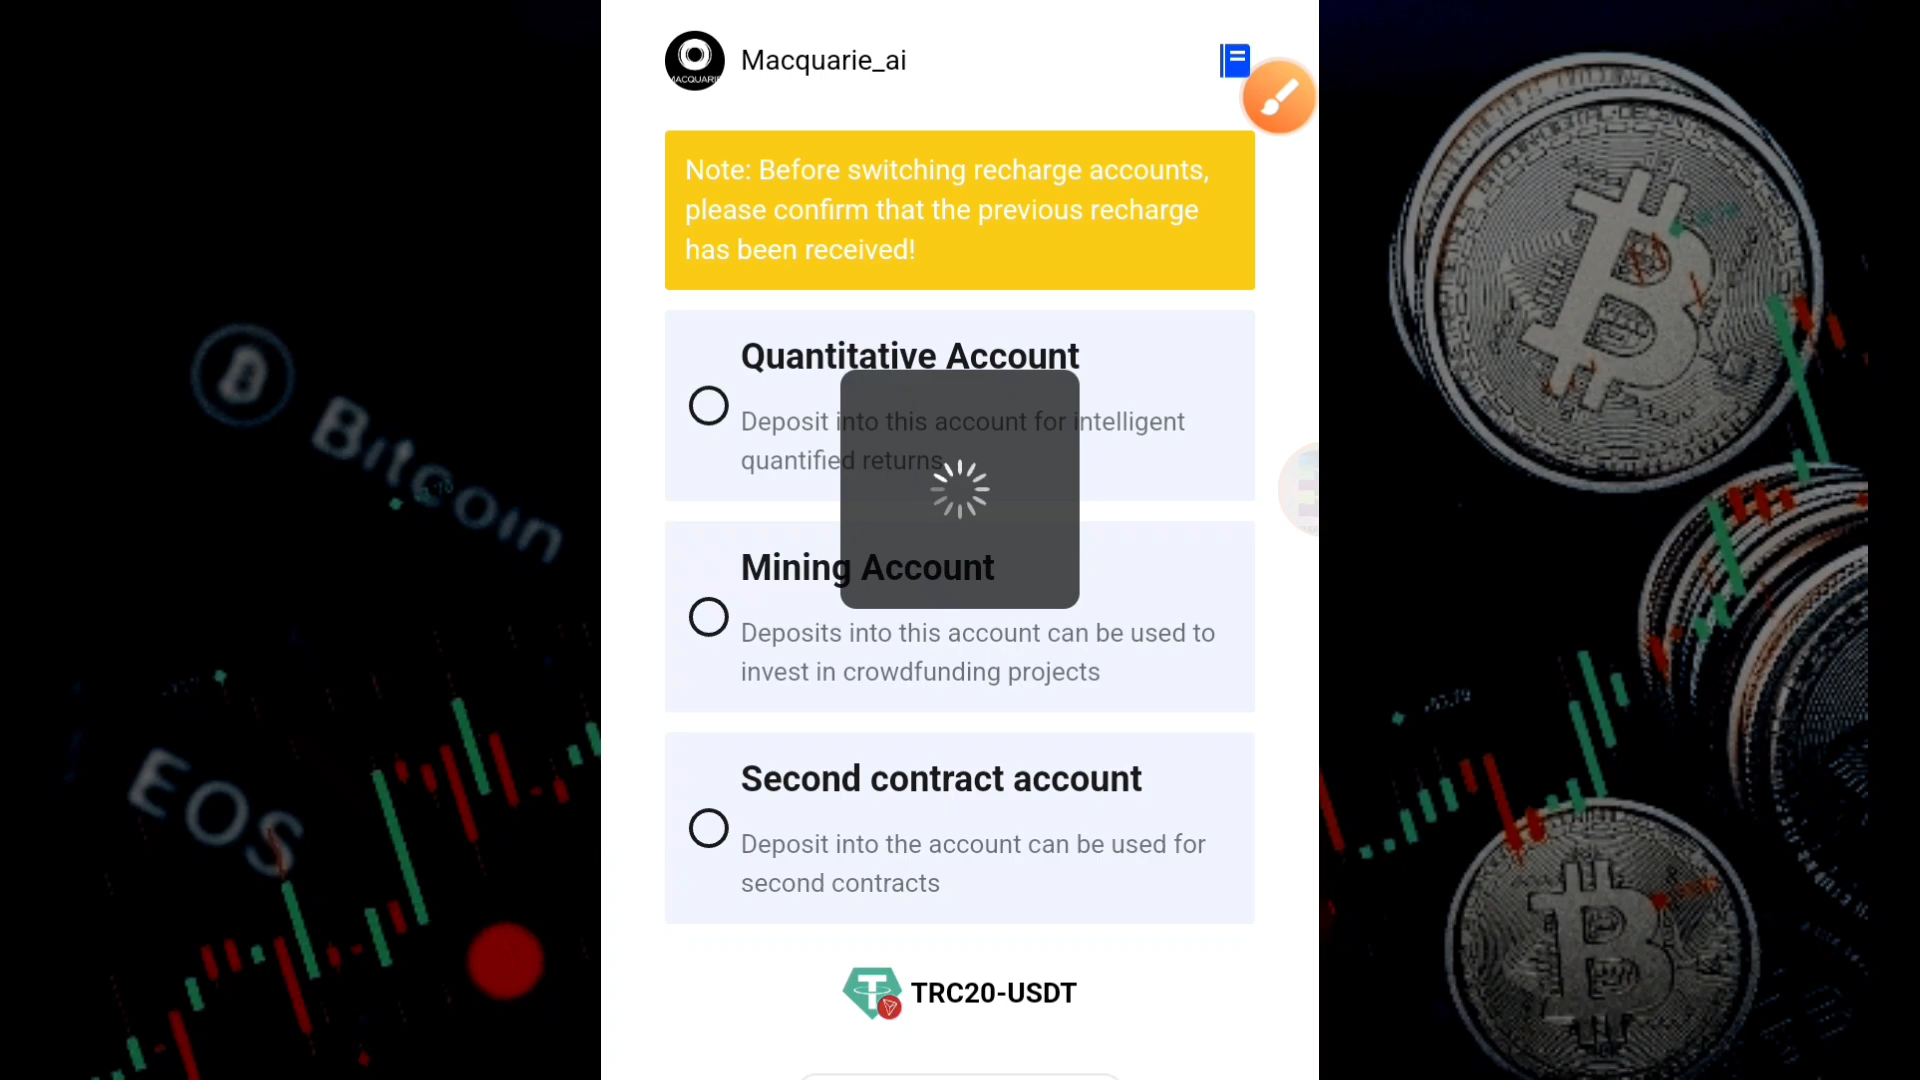 MACQUARIE
Macquarie_ai
Note: Before switching recharge accounts,
please confirm that the previous recharge
has been received!
Quantitative Account
Deposit into this account for intelligent
quantified returns
Mining Account
Deposits into this account can be used to
invest in crowdfunding projects
Second contract account
Deposit into the account can be used for
second contracts
TRC20-USDT
Bitcoin
EOS